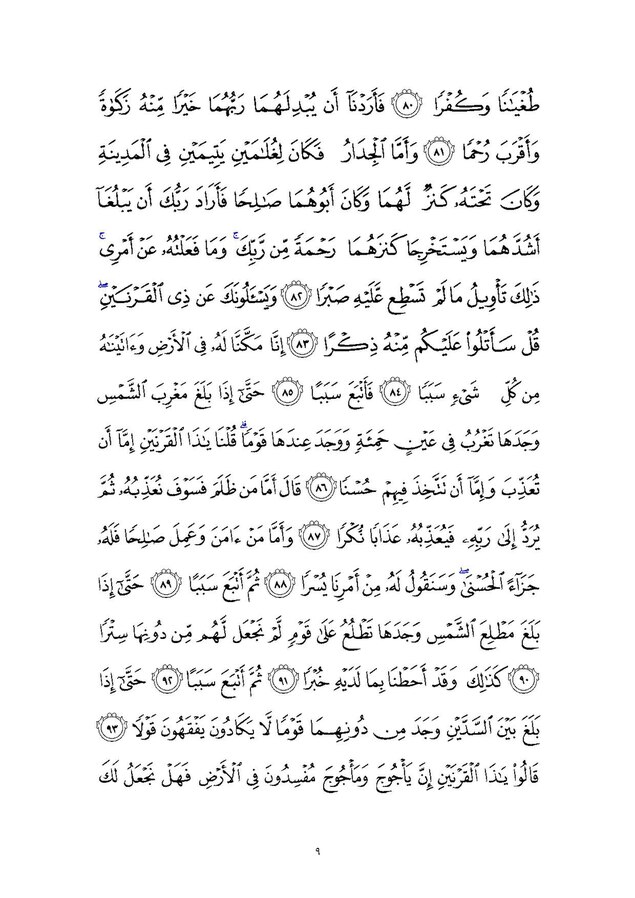 طُغْيَٰنًا وَكُفْرًا ﴿٨٠﴾ فَأَرَدْنَآ أَن يُبْدِلَهُمَا رَبُّهُمَا خَيْرًا مِّنْهُ زَكَوٰةً
وَأَقْرَبَ رُحْمًا ﴿٨١﴾ وَأَمَّا ٱلْجِدَارُ فَكَانَ لِغُلَٰمَيْنِ يَتِيمَيْنِ فِى ٱلْمَدِينَةِ
وَكَانَ تَحْتَهُۥ كَنزٌ لَّهُمَا وَكَانَ أَبُوهُمَا صَٰلِحًا فَأَرَادَ رَبُّكَ أَن يَبْلُغَآ
أَشُدَّهُمَا وَيَسْتَخْرِجَا كَنزَهُمَا رَحْمَةً مِّن رَّبِّكَ ۚ وَمَا فَعَلْتُهُۥ عَنْ أَمْرِى ۚ
ذَٰلِكَ تَأْوِيلُ مَا لَمْ تَسْطِع عَّلَيْهِ صَبْرًا ﴿٨٢﴾ وَيَسْـَٔلُونَكَ عَن ذِى ٱلْقَرْنَيْنِ ۖ
قُلْ سَأَتْلُوا۟ عَلَيْكُم مِّنْهُ ذِكْرًا ﴿٨٣﴾ إِنَّا مَكَّنَّا لَهُۥ فِى ٱلْأَرْضِ وَءَاتَيْنَٰهُ
مِن كُلِّ شَىْءٍ سَبَبًا ﴿٨٤﴾ فَأَتْبَعَ سَبَبًا ﴿٨٥﴾ حَتَّىٰٓ إِذَا بَلَغَ مَغْرِبَ ٱلشَّمْسِ
وَجَدَهَا تَغْرُبُ فِى عَيْنٍ حَمِئَةٍ وَوَجَدَ عِندَهَا قَوْمًا ۗ قُلْنَا يَٰذَا ٱلْقَرْنَيْنِ إِمَّآ أَن
تُعَذِّبَ وَإِمَّآ أَن تَتَّخِذَ فِيهِمْ حُسْنًا ﴿٨٦﴾ قَالَ أَمَّا مَن ظَلَمَ فَسَوْفَ نُعَذِّبُهُۥ ثُمَّ
يُرَدُّ إِلَىٰ رَبِّهِۦ فَيُعَذِّبُهُۥ عَذَابًا نُّكْرًا ﴿٨٧﴾ وَأَمَّا مَنْ ءَامَنَ وَعَمِلَ صَٰلِحًا فَلَهُۥ
جَزَآءً ٱلْحُسْنَىٰ ۖ وَسَنَقُولُ لَهُۥ مِنْ أَمْرِنَا يُسْرًا ﴿٨٨﴾ ثُمَّ أَتْبَعَ سَبَبًا ﴿٨٩﴾ حَتَّىٰٓ إِذَا
بَلَغَ مَطْلِعَ ٱلشَّمْسِ وَجَدَهَا تَطْلُعُ عَلَىٰ قَوْمٍ لَّمْ نَجْعَل لَّهُم مِّن دُونِهَا سِتْرًا
﴿٩٠﴾ كَذَٰلِكَ وَقَدْ أَحَطْنَا بِمَا لَدَيْهِ خُبْرًا ﴿٩١﴾ ثُمَّ أَتْبَعَ سَبَبًا ﴿٩٢﴾ حَتَّىٰٓ إِذَا
بَلَغَ بَيْنَ ٱلسَّدَّيْنِ وَجَدَ مِن دُونِهِمَا قَوْمًا لَّا يَكَادُونَ يَفْقَهُونَ قَوْلًا ﴿٩٣﴾
قَالُوا۟ يَٰذَا ٱلْقَرْنَيْنِ إِنَّ يَأْجُوجَ وَمَأْجُوجَ مُفْسِدُونَ فِى ٱلْأَرْضِ فَهَلْ نَجْعَلُ لَكَ
٩